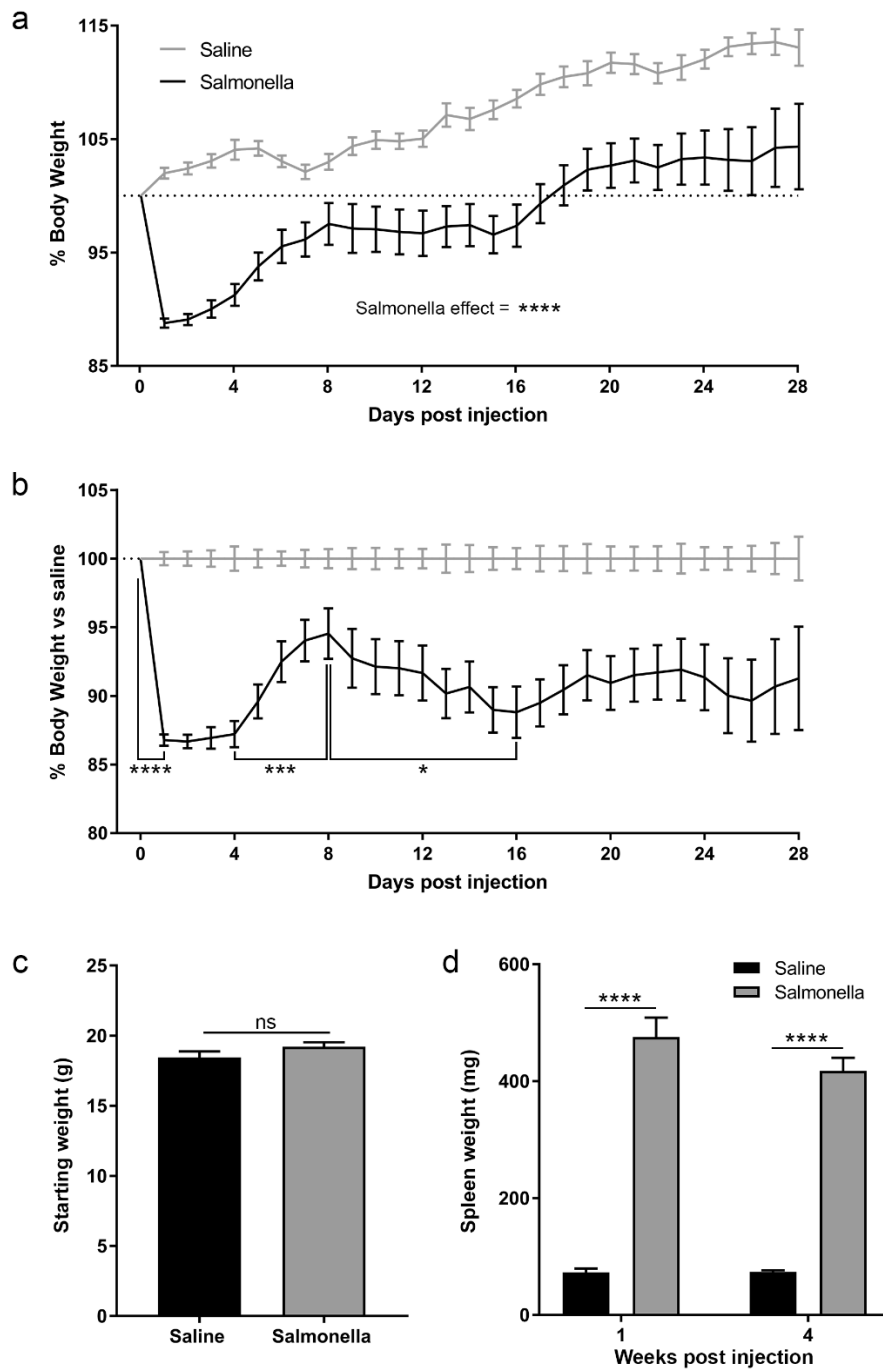 a
115
105
95
85
% Body Weight
Saline
Salmonella
Salmonella effect = ****
0 4 8 12 16 20 24 28
Days post injection
b
105
100
95
90
85
80
% Body Weight vs saline
****
***
*
0 4 8 12 16 20 24 28
Days post injection
c
25
20
15
10
5
0
Starting weight (g)
ns
Saline Salmonella
d
600
400
200
0
Spleen weight (mg)
Saline
Salmonella
****
****
1 4
Weeks post injection